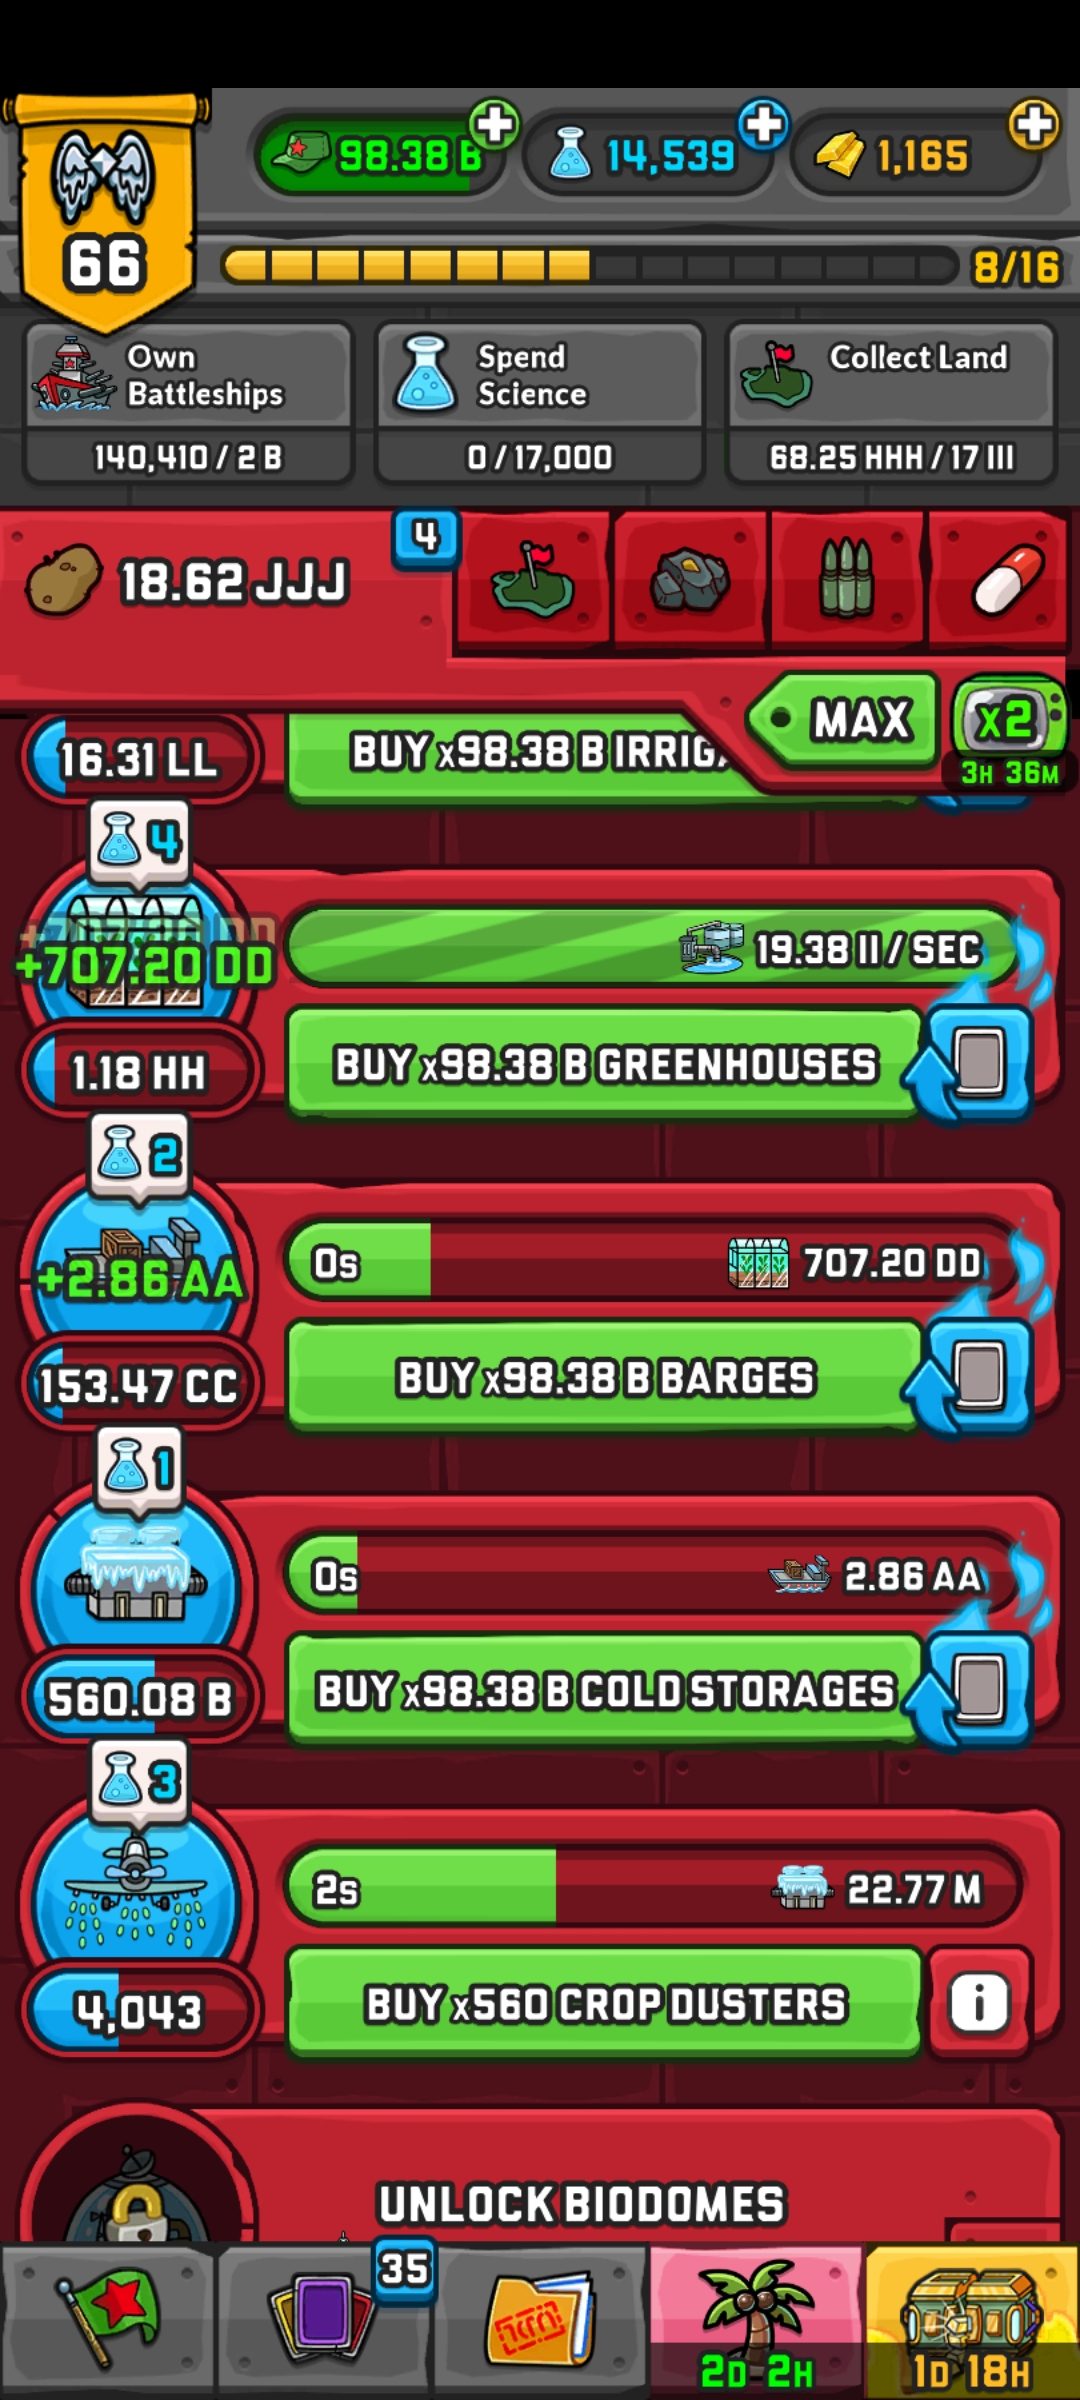 66
98.38 B
14,539
1,165
8/16
Own
Battleships
140,410 / 2 B
Spend
Science
0 / 17,000
Collect Land
68.25 HHH / 17 III
18.62 JJJ
4
MAX
x2
3H 36M
16.31 LL
BUY x98.38 B IRRIG
4
+707.20 DD
+707.20 DD
19.38 II / SEC
1.18 HH
BUY x98.38 B GREENHOUSES
2
+2.86 AA
0s
707.20 DD
153.47 CC
BUY x98.38 B BARGES
1
0s
2.86 AA
560.08 B
BUY x98.38 B COLD STORAGES
3
2s
22.77 M
4,043
BUY x560 CROP DUSTERS
i
UNLOCK BIODOMES
35
2D 2H
1D 18H